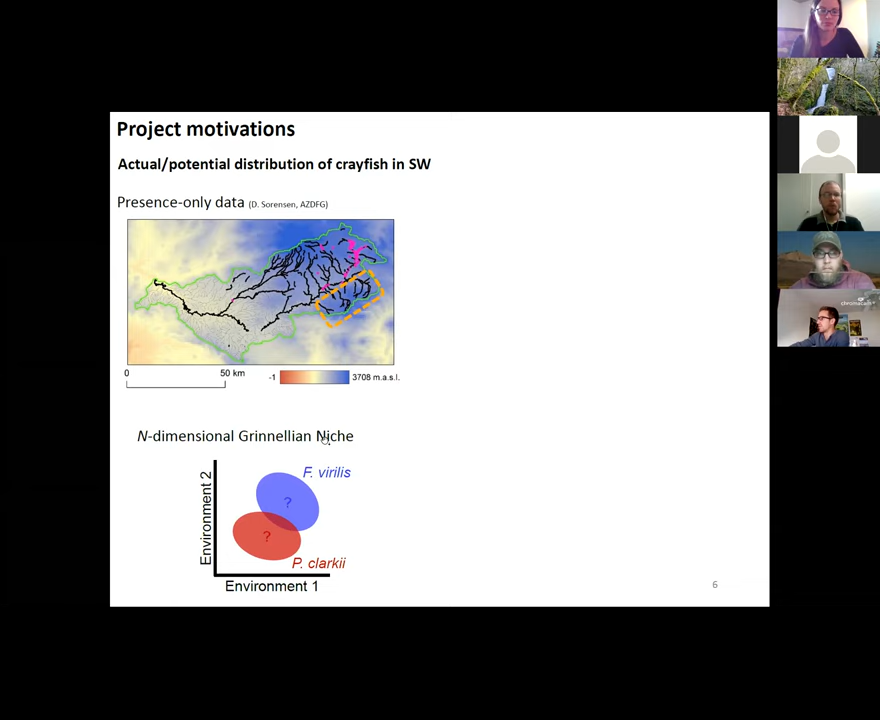 Project motivations
Actual/potential distribution of crayfish in SW
Presence-only data (D. Sorensen, AZDFG)
0 50 km -1 3708 m.a.s.l.
N-dimensional Grinnellian Niche
Environment 2
F. virilis
?
?
P. clarkii
Environment 1
6
chromacam